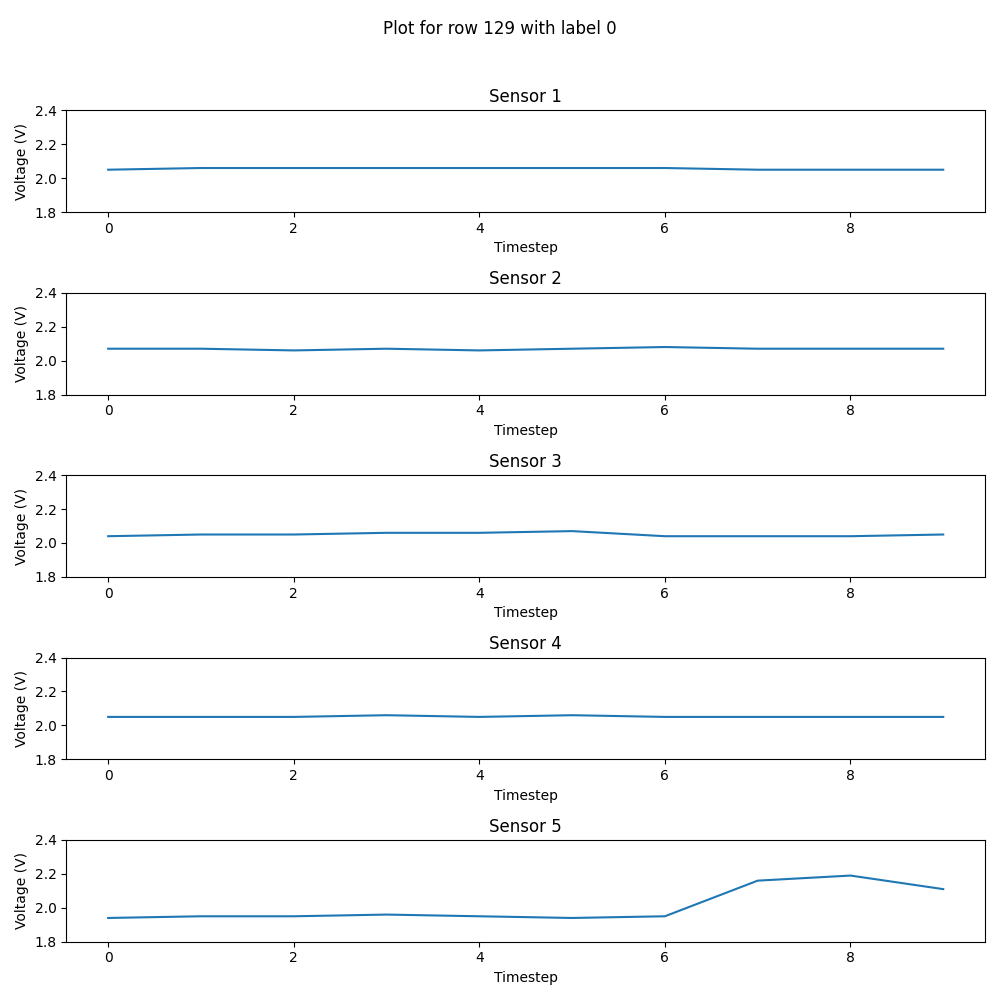 Plot for row 129 with label 0
Sensor 1
Voltage (V)
2.4
2.2
2.0
1.8
0 2 4 6 8
Timestep
Sensor 2
Voltage (V)
2.4
2.2
2.0
1.8
0 2 4 6 8
Timestep
Sensor 3
Voltage (V)
2.4
2.2
2.0
1.8
0 2 4 6 8
Timestep
Sensor 4
Voltage (V)
2.4
2.2
2.0
1.8
0 2 4 6 8
Timestep
Sensor 5
Voltage (V)
2.4
2.2
2.0
1.8
0 2 4 6 8
Timestep